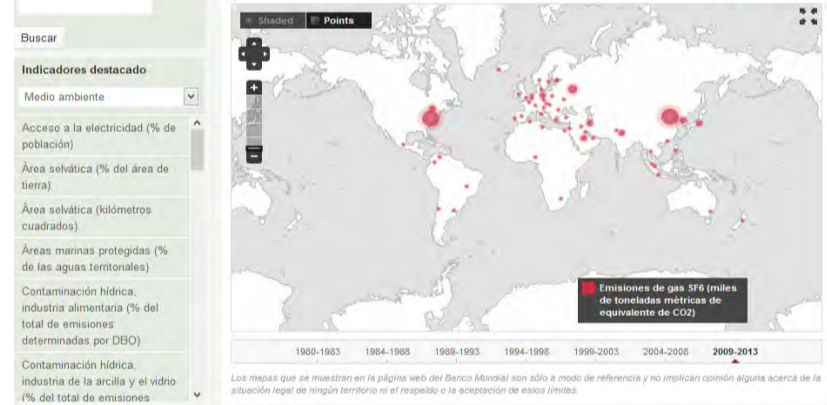 Buscar
Indicadores destacado
Medio ambiente
Acceso a la electricidad (% de
población)
Área selvática (% del área de
tierra)
Área selvática (kilómetros
cuadrados)
Áreas marinas protegidas (%
de las aguas territoriales)
Contaminación hídrica,
industria alimentaria (% del
total de emisiones
determinadas por DBO)
Contaminación hídrica,
industria de la arcilla y el vidrio
(% del total de emisiones
Shaded Points
Emisiones de gas SF6 (miles
de toneladas métricas de
equivalente de CO2)
1980-1983 1984-1988 1989-1993 1994-1998 1999-2003 2004-2008 2009-2013
Los mapas que se muestran en la página web del Banco Mundial son sólo a modo de referencia y no implican opinión alguna acerca de la
situación legal de ningún territorio ni el respaldo o la aceptación de estos límites.